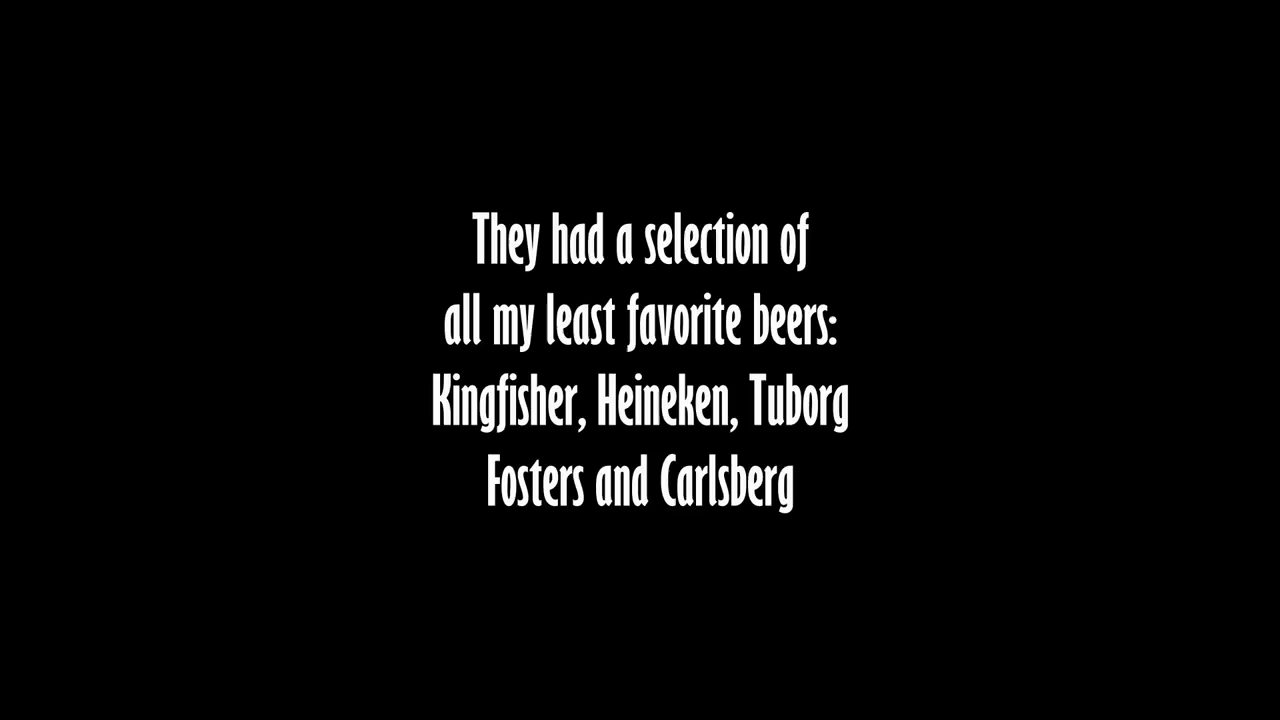 They had a selection of
all my least favorite beers:
Kingfisher, Heineken, Tuborg
Fosters and Carlsberg